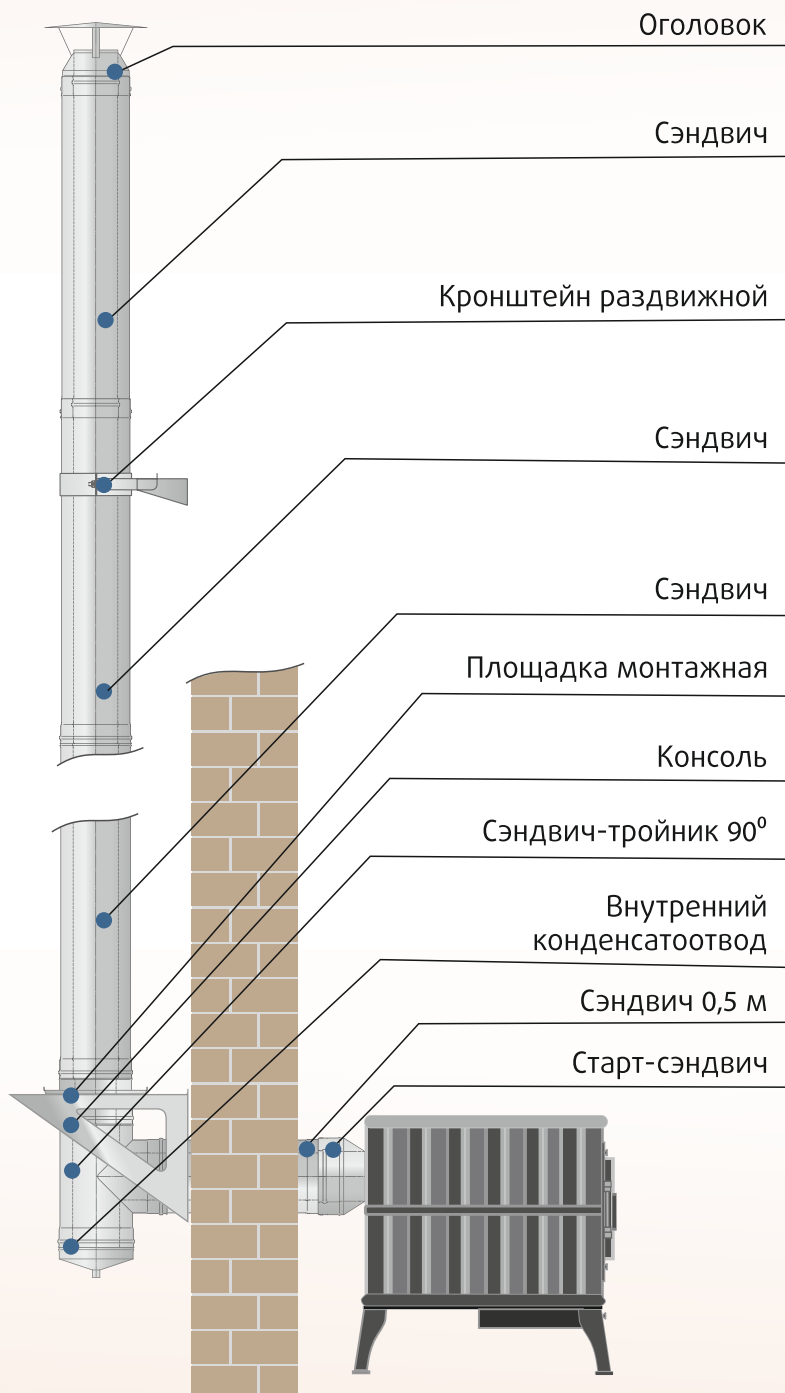 Оголовок
Сэндвич
Кронштейн раздвижной
Сэндвич
Сэндвич
Площадка монтажная
Консоль
Сэндвич-тройник 90⁰
Внутренний
конденсатоотвод
Сэндвич 0,5 м
Старт-сэндвич